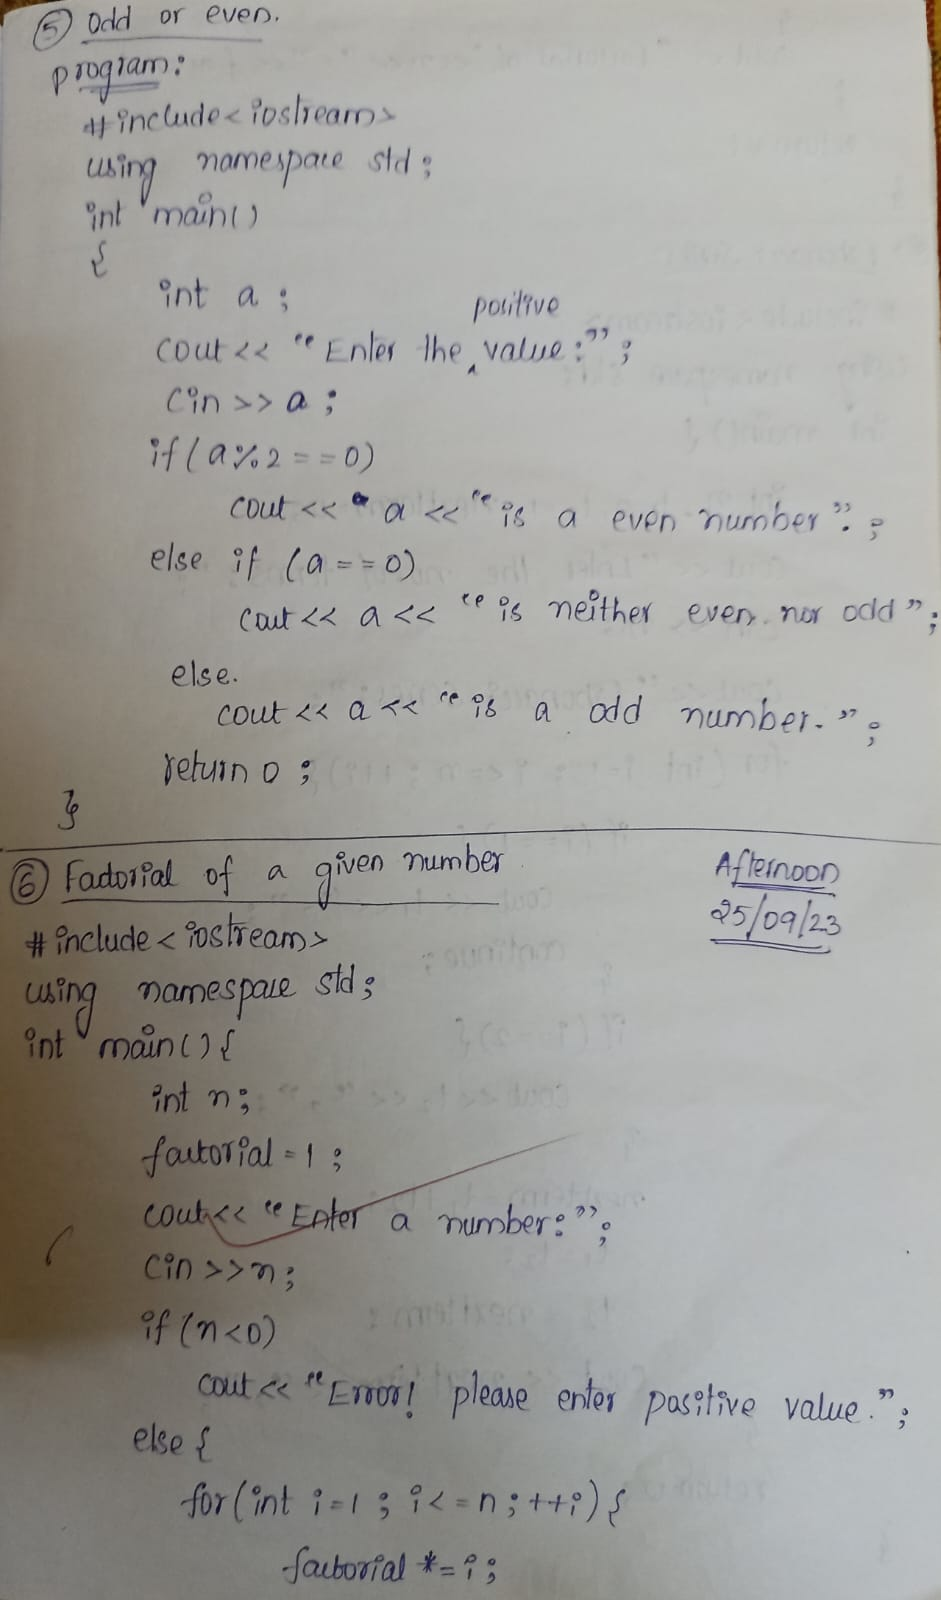 ⑤ Odd or even.
program:
#include<iostream>
using namespace std;
int main()
{
int a;
positive
cout<< "Enter the ‸ value:";
Cin >> a;
if(a%2==0)
cout << a << "is a even number".;
else if (a==0)
cout << a << "is neither even nor odd";
else.
cout << a << "is a odd number.";
return 0;
}
⑥ Factorial of a given number
Afternoon
25/09/23
#include<iostream>
using namespace std;
int main(){
int n;
factorial=1;
cout<< "Enter a number:";
Cin >>n;
if(n<0)
cout<< "Error! please enter positive value.";
else {
for(int i=1; i<=n; ++i){
factorial *= i;